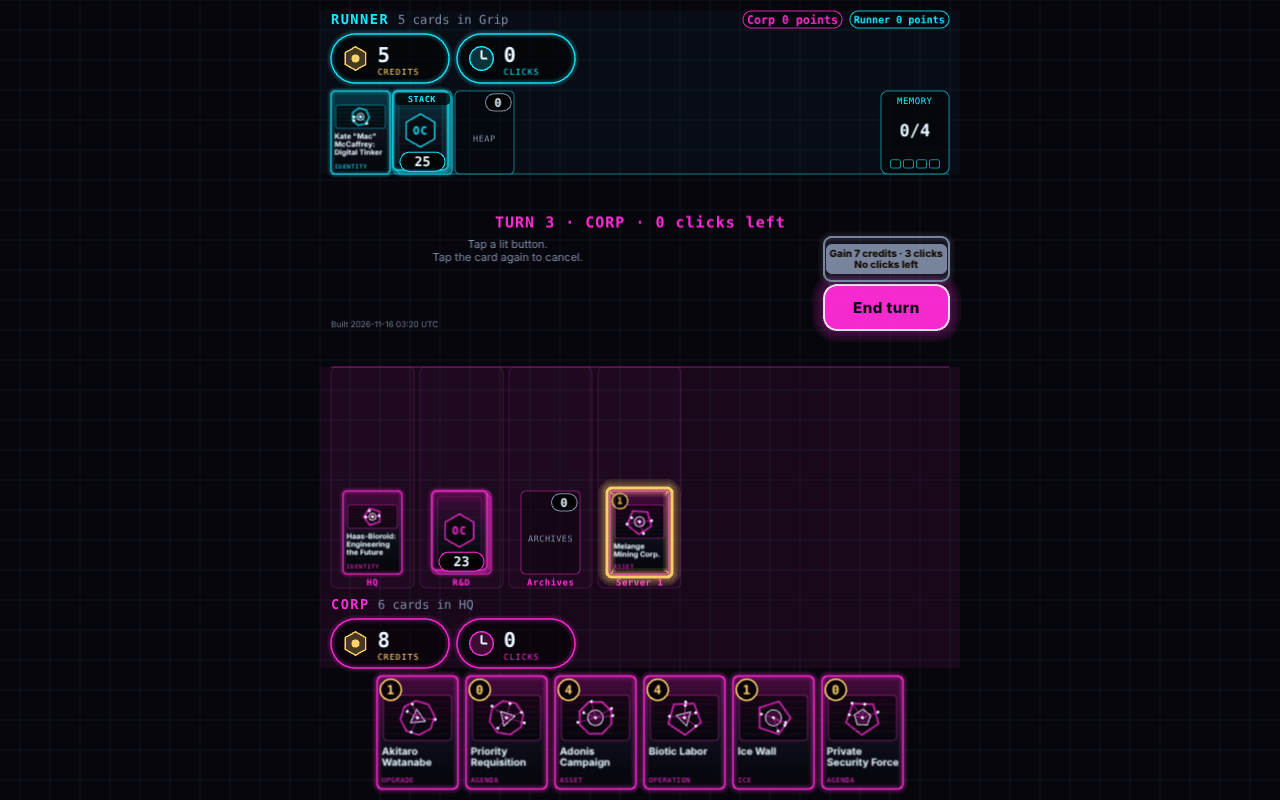 RUNNER 5 cards in Grip
Corp 0 points
Runner 0 points
5
CREDITS
0
CLICKS
Kate "Mac"
McCaffrey:
Digital Tinker
IDENTITY
STACK
OC
25
0
HEAP
MEMORY
0/4
TURN 3 · CORP · 0 clicks left
Tap a lit button.
Tap the card again to cancel.
Gain 7 credits · 3 clicks
No clicks left
End turn
Built 2026-11-16 03:20 UTC
Haas-Bioroid:
Engineering
the Future
IDENTITY
HQ
OC
23
R&D
0
ARCHIVES
Archives
1
Melange
Mining Corp.
ASSET
Server 1
CORP 6 cards in HQ
8
CREDITS
0
CLICKS
1
Akitaro
Watanabe
UPGRADE
0
Priority
Requisition
AGENDA
4
Adonis
Campaign
ASSET
4
Biotic Labor
OPERATION
1
Ice Wall
ICE
0
Private
Security Force
AGENDA